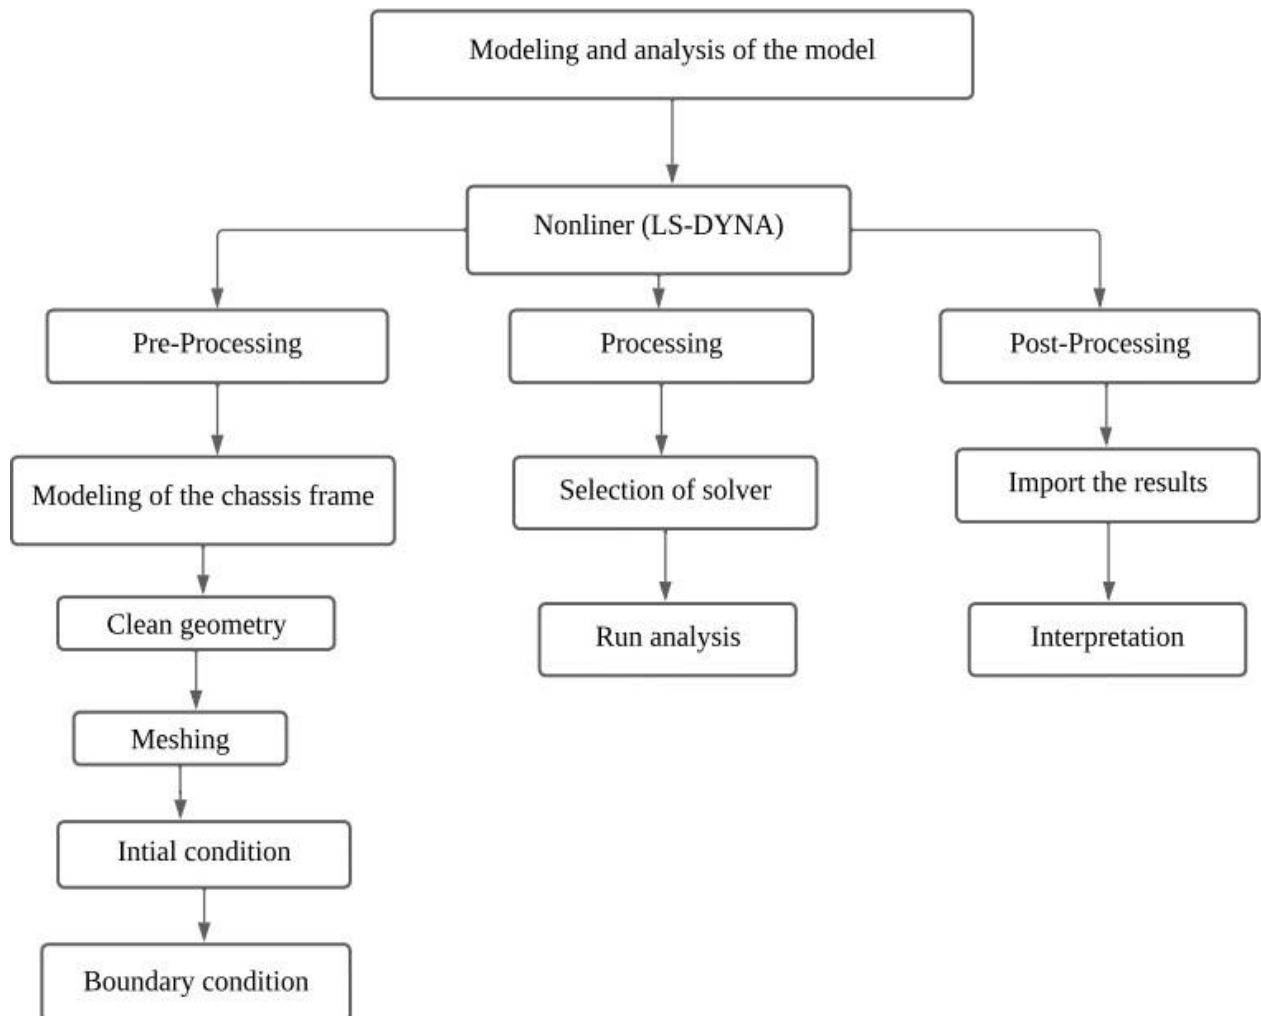 Modeling and analysis of the model
Nonliner (LS-DYNA)
Pre-Processing
Processing
Post-Processing
Modeling of the chassis frame
Selection of solver
Import the results
Clean geometry
Run analysis
Interpretation
Meshing
Intial condition
Boundary condition